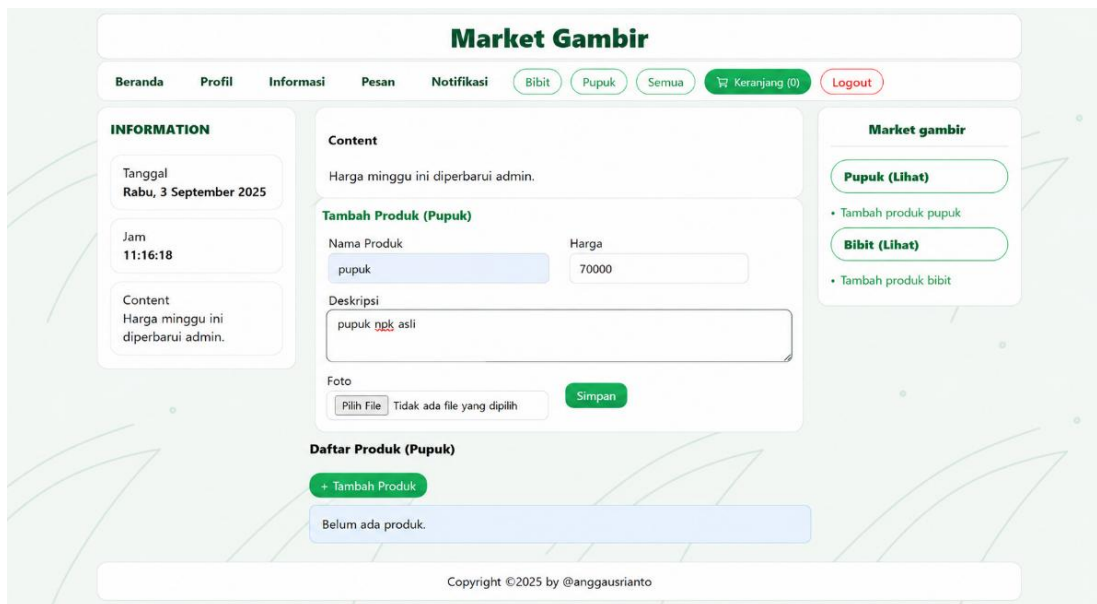 Market Gambir
Beranda Profil Informasi Pesan Notifikasi Bibit Pupuk Semua Keranjang (0) Logout
INFORMATION
Tanggal
Rabu, 3 September 2025
Jam
11:16:18
Content
Harga minggu ini
diperbarui admin.
Content
Harga minggu ini diperbarui admin.
Tambah Produk (Pupuk)
Nama Produk Harga
pupuk 70000
Deskripsi
pupuk npk asli
Foto
Pilih File Tidak ada file yang dipilih Simpan
Daftar Produk (Pupuk)
+ Tambah Produk
Belum ada produk.
Market gambir
Pupuk (Lihat)
• Tambah produk pupuk
Bibit (Lihat)
• Tambah produk bibit
Copyright ©2025 by @anggausrianto